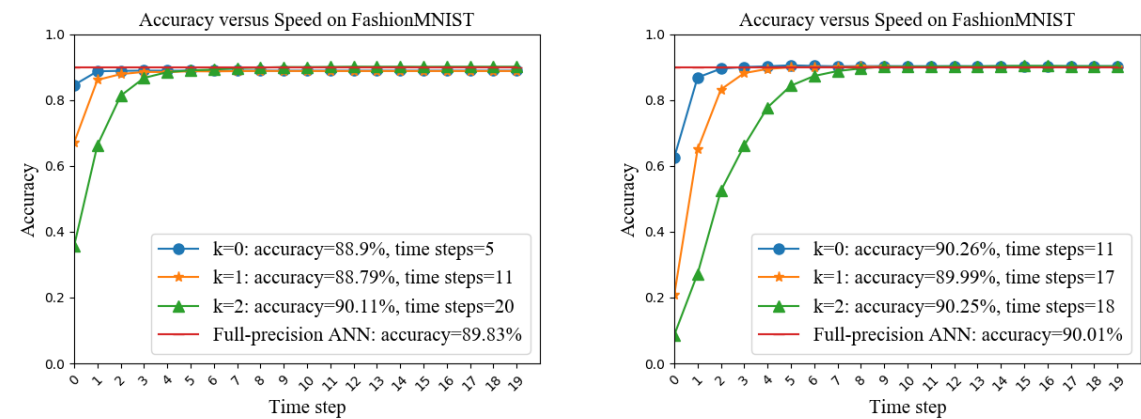 Accuracy versus Speed on FashionMNIST
1.0
0.8
0.6
0.4
0.2
0.0
Accuracy
k=0: accuracy=88.9%, time steps=5
k=1: accuracy=88.79%, time steps=11
k=2: accuracy=90.11%, time steps=20
Full-precision ANN: accuracy=89.83%
0 1 2 3 4 5 6 7 8 9 10 11 12 13 14 15 16 17 18 19
Time step
Accuracy versus Speed on FashionMNIST
1.0
0.8
0.6
0.4
0.2
0.0
Accuracy
k=0: accuracy=90.26%, time steps=11
k=1: accuracy=89.99%, time steps=17
k=2: accuracy=90.25%, time steps=18
Full-precision ANN: accuracy=90.01%
0 1 2 3 4 5 6 7 8 9 10 11 12 13 14 15 16 17 18 19
Time step